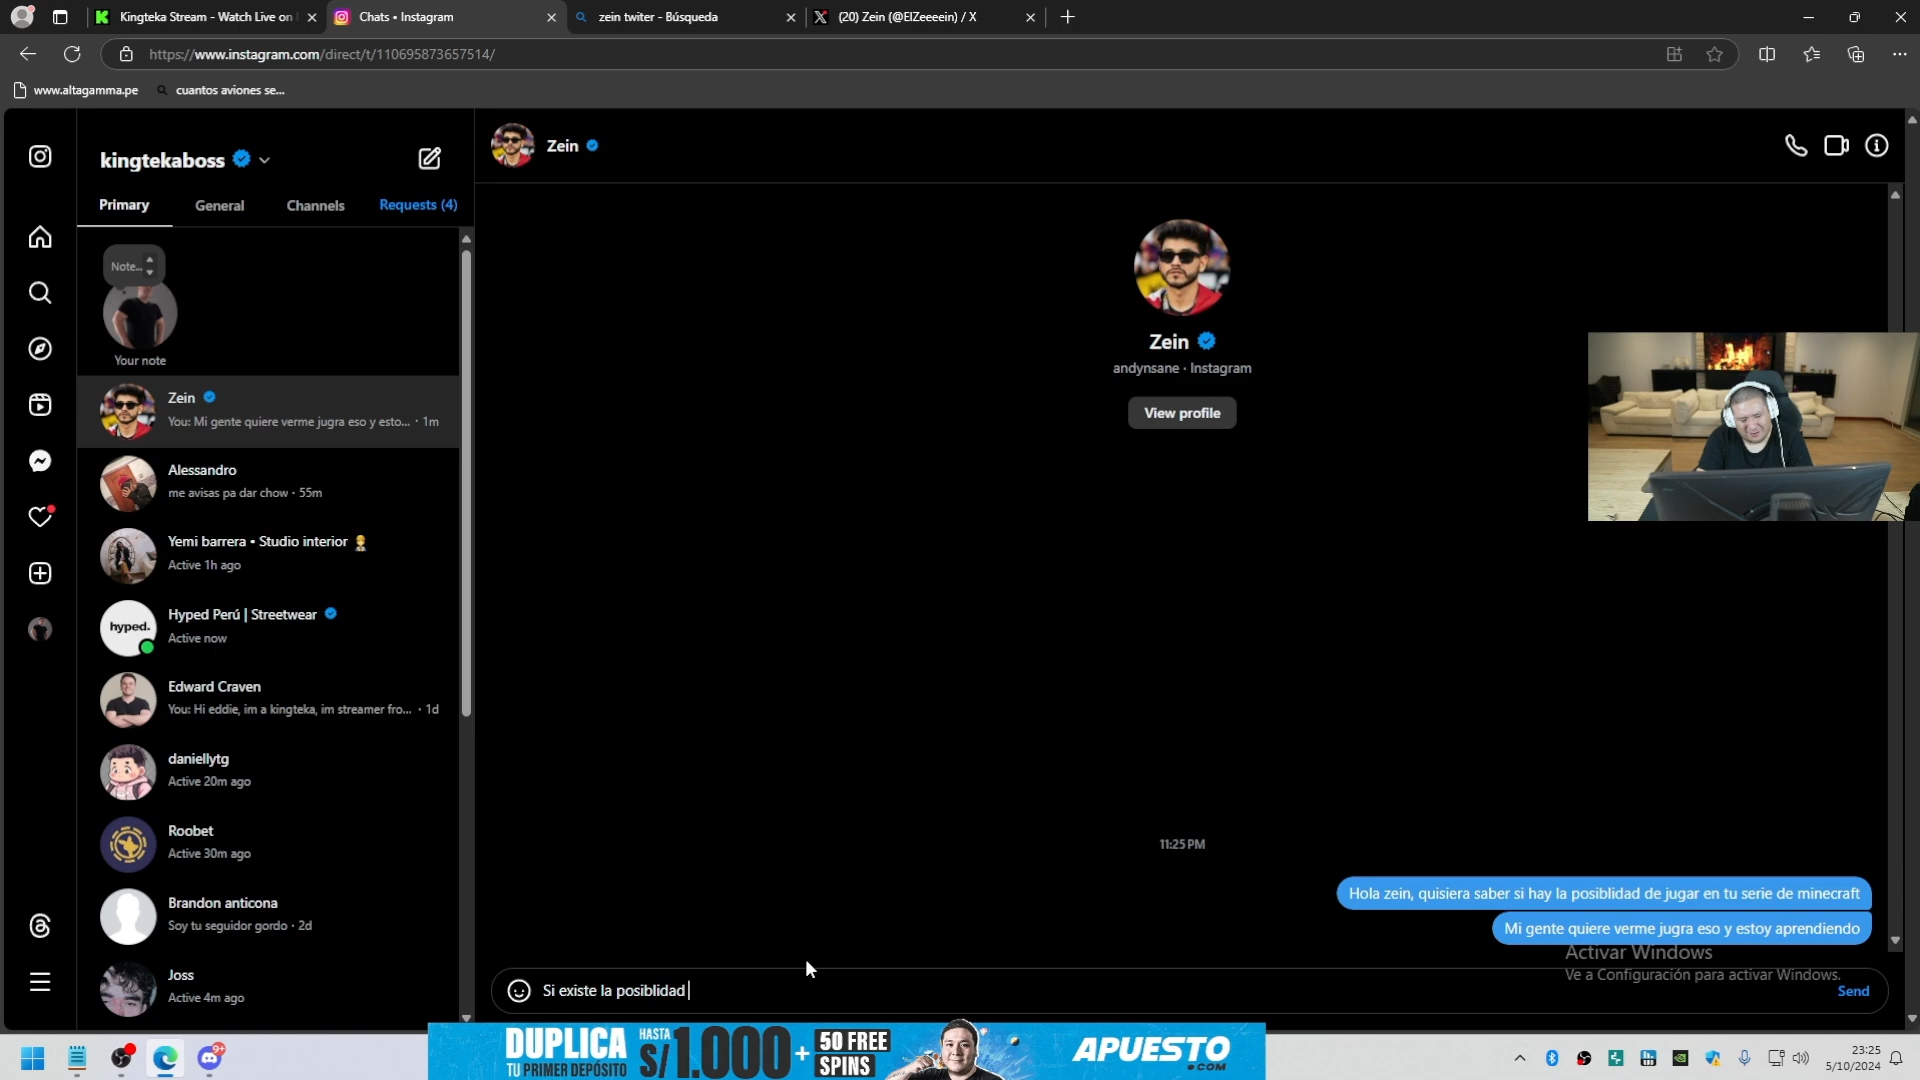 Kingteka Stream - Watch Live on
Chats • Instagram
zein twiter - Búsqueda
(20) Zein (@ElZeeeein) / X
https://www.instagram.com/direct/t/110695873657514/
www.altagamma.pe
cuantos aviones se...
kingtekaboss
Primary
General
Channels
Requests (4)
Note...
Your note
Zein
You: Mi gente quiere verme jugra eso y esto... · 1m
Alessandro
me avisas pa dar chow · 55m
Yemi barrera • Studio interior
Active 1h ago
hyped.
Hyped Perú | Streetwear
Active now
Edward Craven
You: Hi eddie, im a kingteka, im streamer fro... · 1d
daniellytg
Active 20m ago
Roobet
Active 30m ago
Brandon anticona
Soy tu seguidor gordo · 2d
Joss
Active 4m ago
Zein
Zein
andynsane · Instagram
View profile
11:25 PM
Hola zein, quisiera saber si hay la posiblidad de jugar en tu serie de minecraft
Mi gente quiere verme jugra eso y estoy aprendiendo
Activar Windows
Ve a Configuración para activar Windows.
Si existe la posiblidad
Send
DUPLICA
TU PRIMER DEPÓSITO
HASTA
S/1.000
+
50 FREE
SPINS
APUESTO
.COM
9+
23:25
5/10/2024